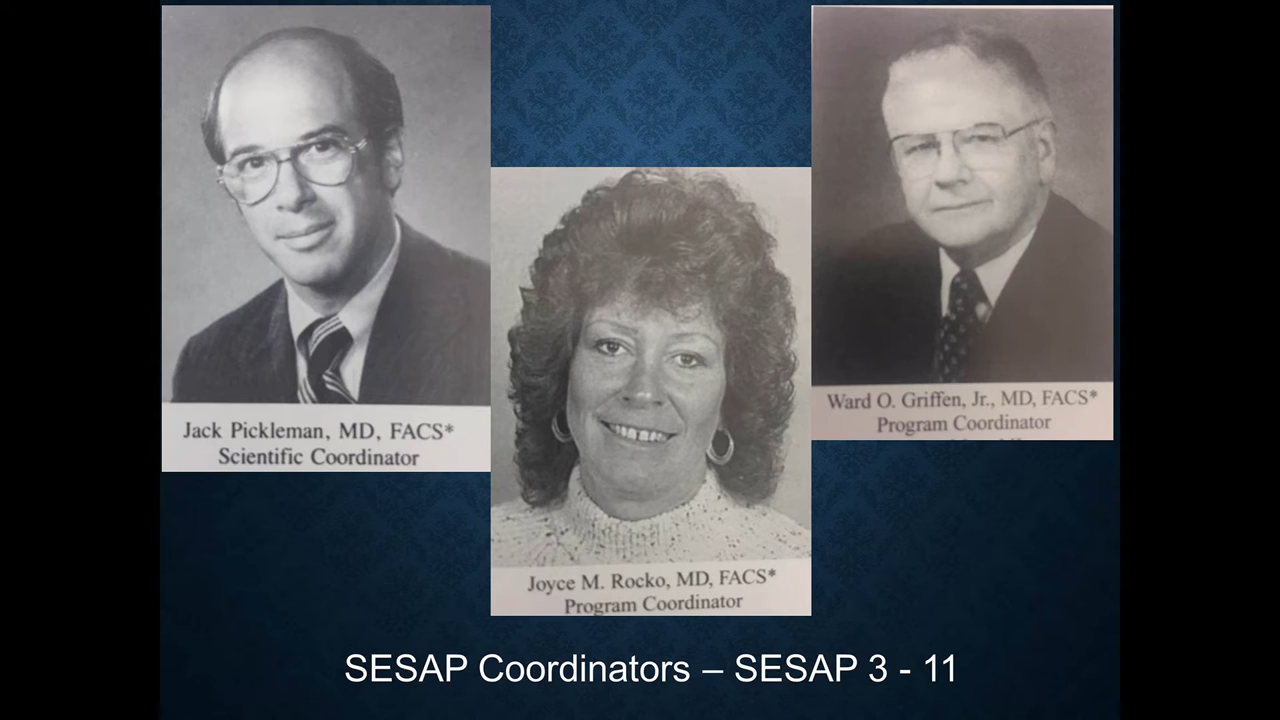 Jack Pickleman, MD, FACS*
Scientific Coordinator
Joyce M. Rocko, MD, FACS*
Program Coordinator
Ward O. Griffen, Jr., MD, FACS*
Program Coordinator
SESAP Coordinators – SESAP 3 - 11